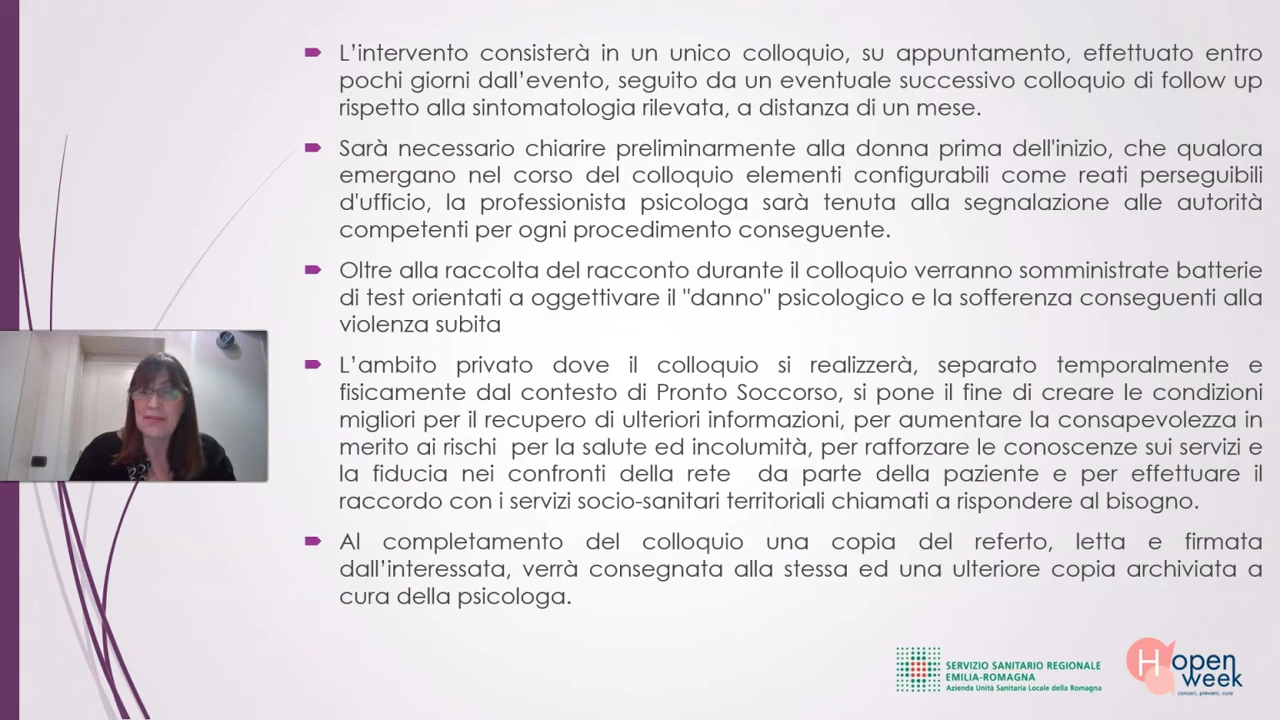 L’intervento consisterà in un unico colloquio, su appuntamento, effettuato entro
pochi giorni dall’evento, seguito da un eventuale successivo colloquio di follow up
rispetto alla sintomatologia rilevata, a distanza di un mese.
Sarà necessario chiarire preliminarmente alla donna prima dell'inizio, che qualora
emergano nel corso del colloquio elementi configurabili come reati perseguibili
d'ufficio, la professionista psicologa sarà tenuta alla segnalazione alle autorità
competenti per ogni procedimento conseguente.
Oltre alla raccolta del racconto durante il colloquio verranno somministrate batterie
di test orientati a oggettivare il "danno" psicologico e la sofferenza conseguenti alla
violenza subita
L’ambito privato dove il colloquio si realizzerà, separato temporalmente e
fisicamente dal contesto di Pronto Soccorso, si pone il fine di creare le condizioni
migliori per il recupero di ulteriori informazioni, per aumentare la consapevolezza in
merito ai rischi per la salute ed incolumità, per rafforzare le conoscenze sui servizi e
la fiducia nei confronti della rete da parte della paziente e per effettuare il
raccordo con i servizi socio-sanitari territoriali chiamati a rispondere al bisogno.
Al completamento del colloquio una copia del referto, letta e firmata
dall’interessata, verrà consegnata alla stessa ed una ulteriore copia archiviata a
cura della psicologa.
SERVIZIO SANITARIO REGIONALE
EMILIA-ROMAGNA
Azienda Unità Sanitaria Locale della Romagna
H open
week
conosci, previeni, cura